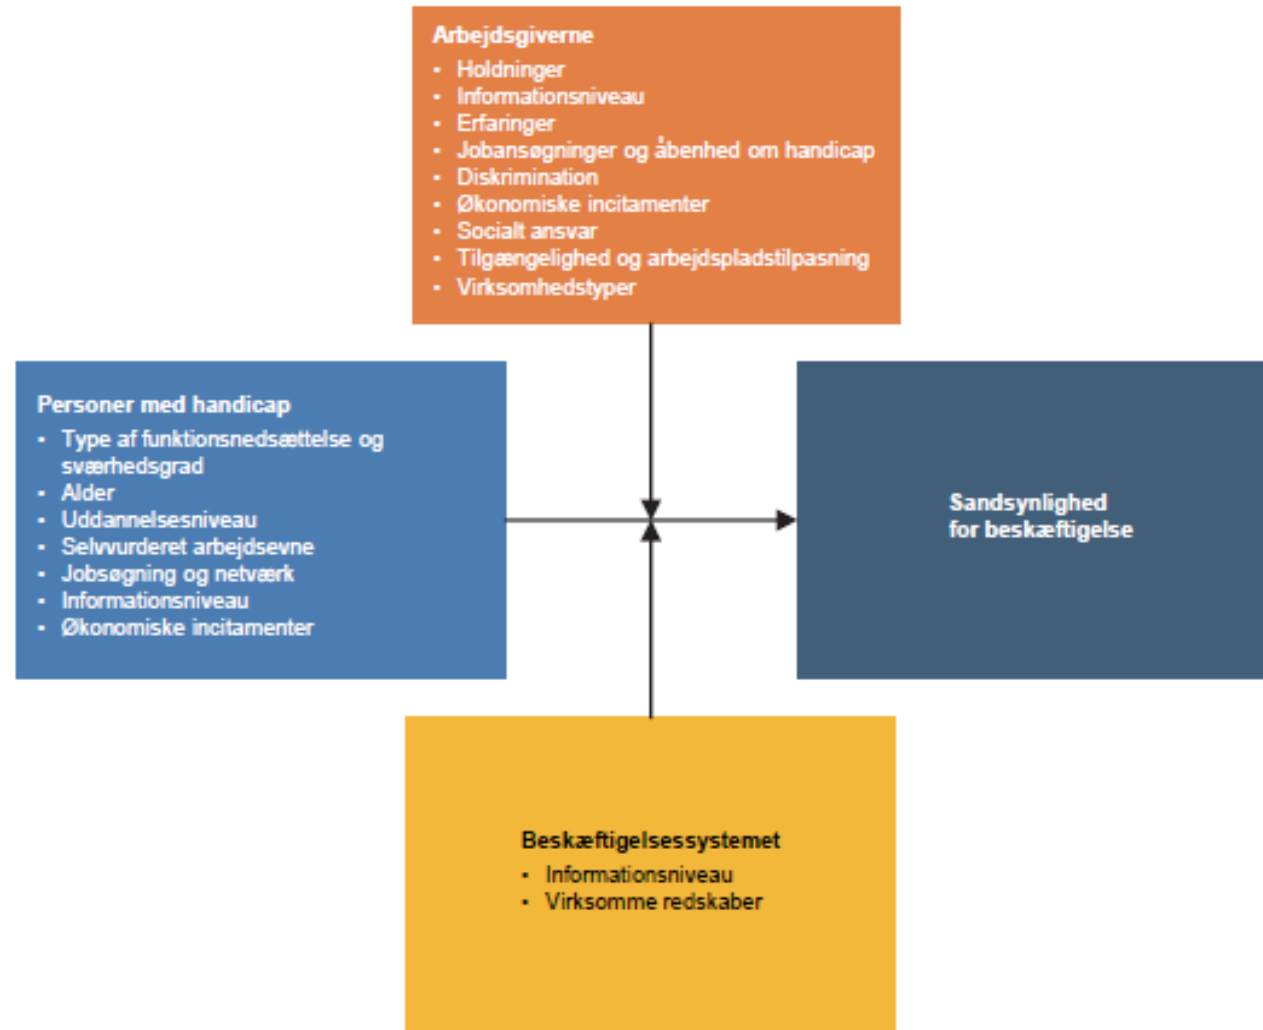 Arbejdsgiverne
▪ Holdninger
▪ Informationsniveau
▪ Erfaringer
▪ Jobansøgninger og åbenhed om handicap
▪ Diskrimination
▪ Økonomiske incitamenter
▪ Socialt ansvar
▪ Tilgængelighed og arbejdspladstilpasning
▪ Virksomhedstyper
Personer med handicap
▪ Type af funktionsnedsættelse og
sværhedsgrad
▪ Alder
▪ Uddannelsesniveau
▪ Selvvurderet arbejdsevne
▪ Jobsøgning og netværk
▪ Informationsniveau
▪ Økonomiske incitamenter
Sandsynlighed
for beskæftigelse
Beskæftigelsessystemet
▪ Informationsniveau
▪ Virksomme redskaber